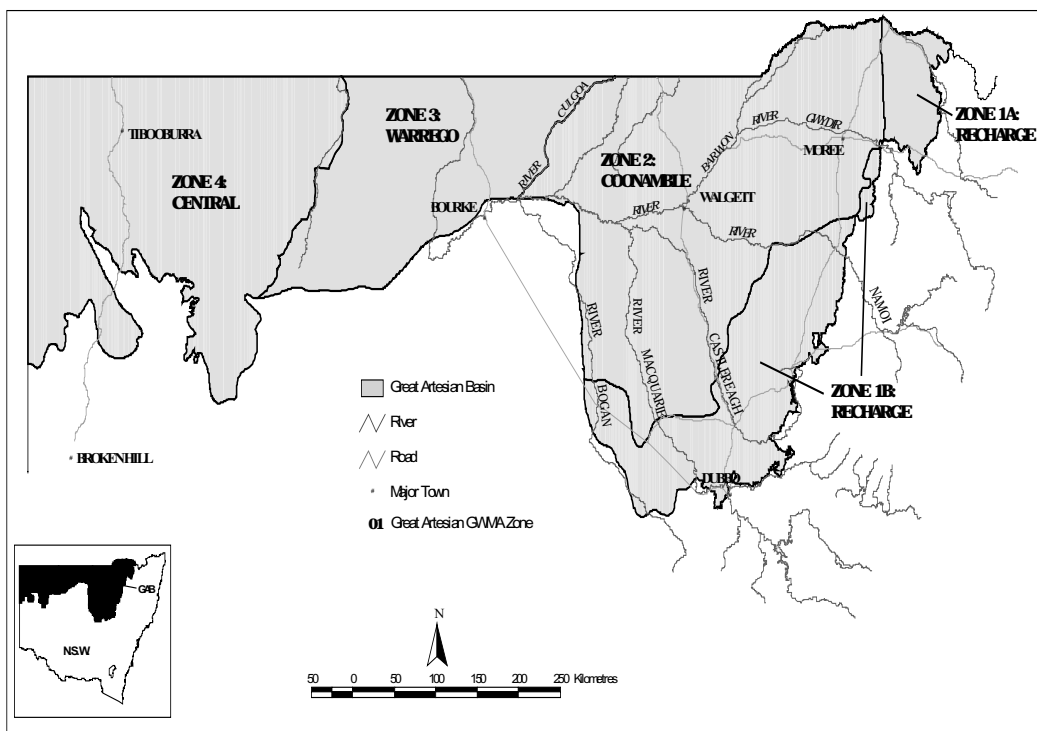 TIBOOBURRA
ZONE 4:
CENTRAL
ZONE 3:
WARREGO
CULGOA
RIVER
BOURKE
ZONE 2:
COONAMBLE
BARWON
RIVER
GWYDIR
MOREE
ZONE 1A:
RECHARGE
WALGETT
RIVER
RIVER
NAMOI
RIVER
BOGAN
RIVER
MACQUARIE
RIVER
CASTLEREAGH
ZONE 1B:
RECHARGE
DUBBO
BROKEN HILL
Great Artesian Basin
River
Road
Major Town
01 Great Artesian GWMA Zone
GAB
N.S.W.
N
50 0 50 100 150 200 250 Kilometres